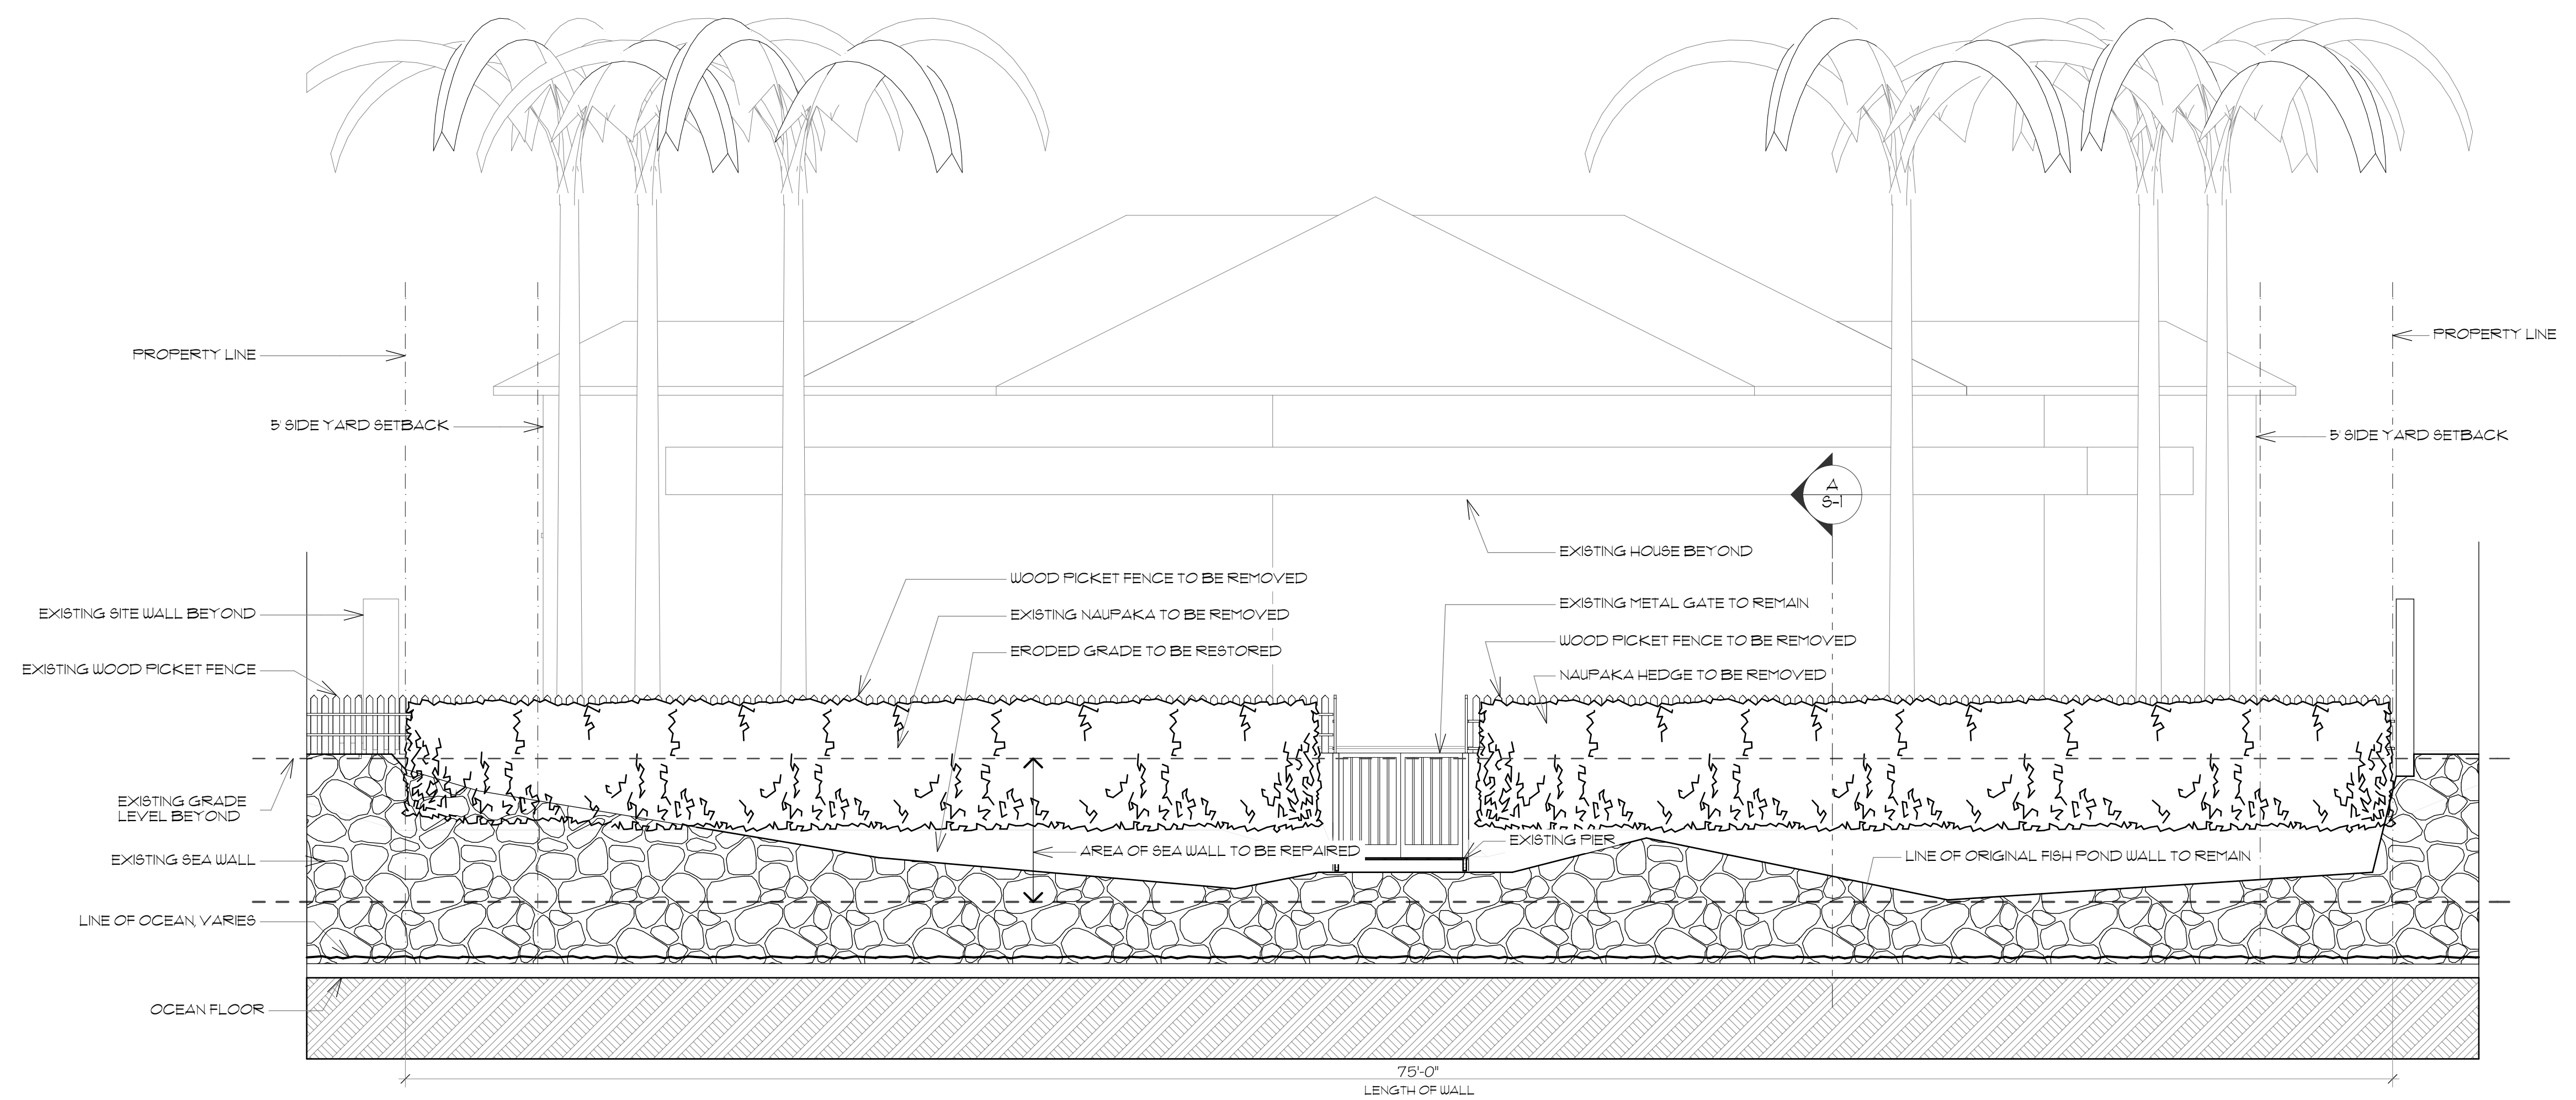 PROPERTY LINE
PROPERTY LINE
5' SIDE YARD SETBACK
5' SIDE YARD SETBACK
A
S-1
EXISTING HOUSE BEYOND
WOOD PICKET FENCE TO BE REMOVED
EXISTING METAL GATE TO REMAIN
EXISTING SITE WALL BEYOND
EXISTING NAUPAKA TO BE REMOVED
WOOD PICKET FENCE TO BE REMOVED
ERODED GRADE TO BE RESTORED
EXISTING WOOD PICKET FENCE
NAUPAKA HEDGE TO BE REMOVED
EXISTING GRADE
LEVEL BEYOND
EXISTING PIER
AREA OF SEA WALL TO BE REPAIRED
LINE OF ORIGINAL FISH POND WALL TO REMAIN
EXISTING SEA WALL
LINE OF OCEAN, VARIES
OCEAN FLOOR
75'-0"
LENGTH OF WALL